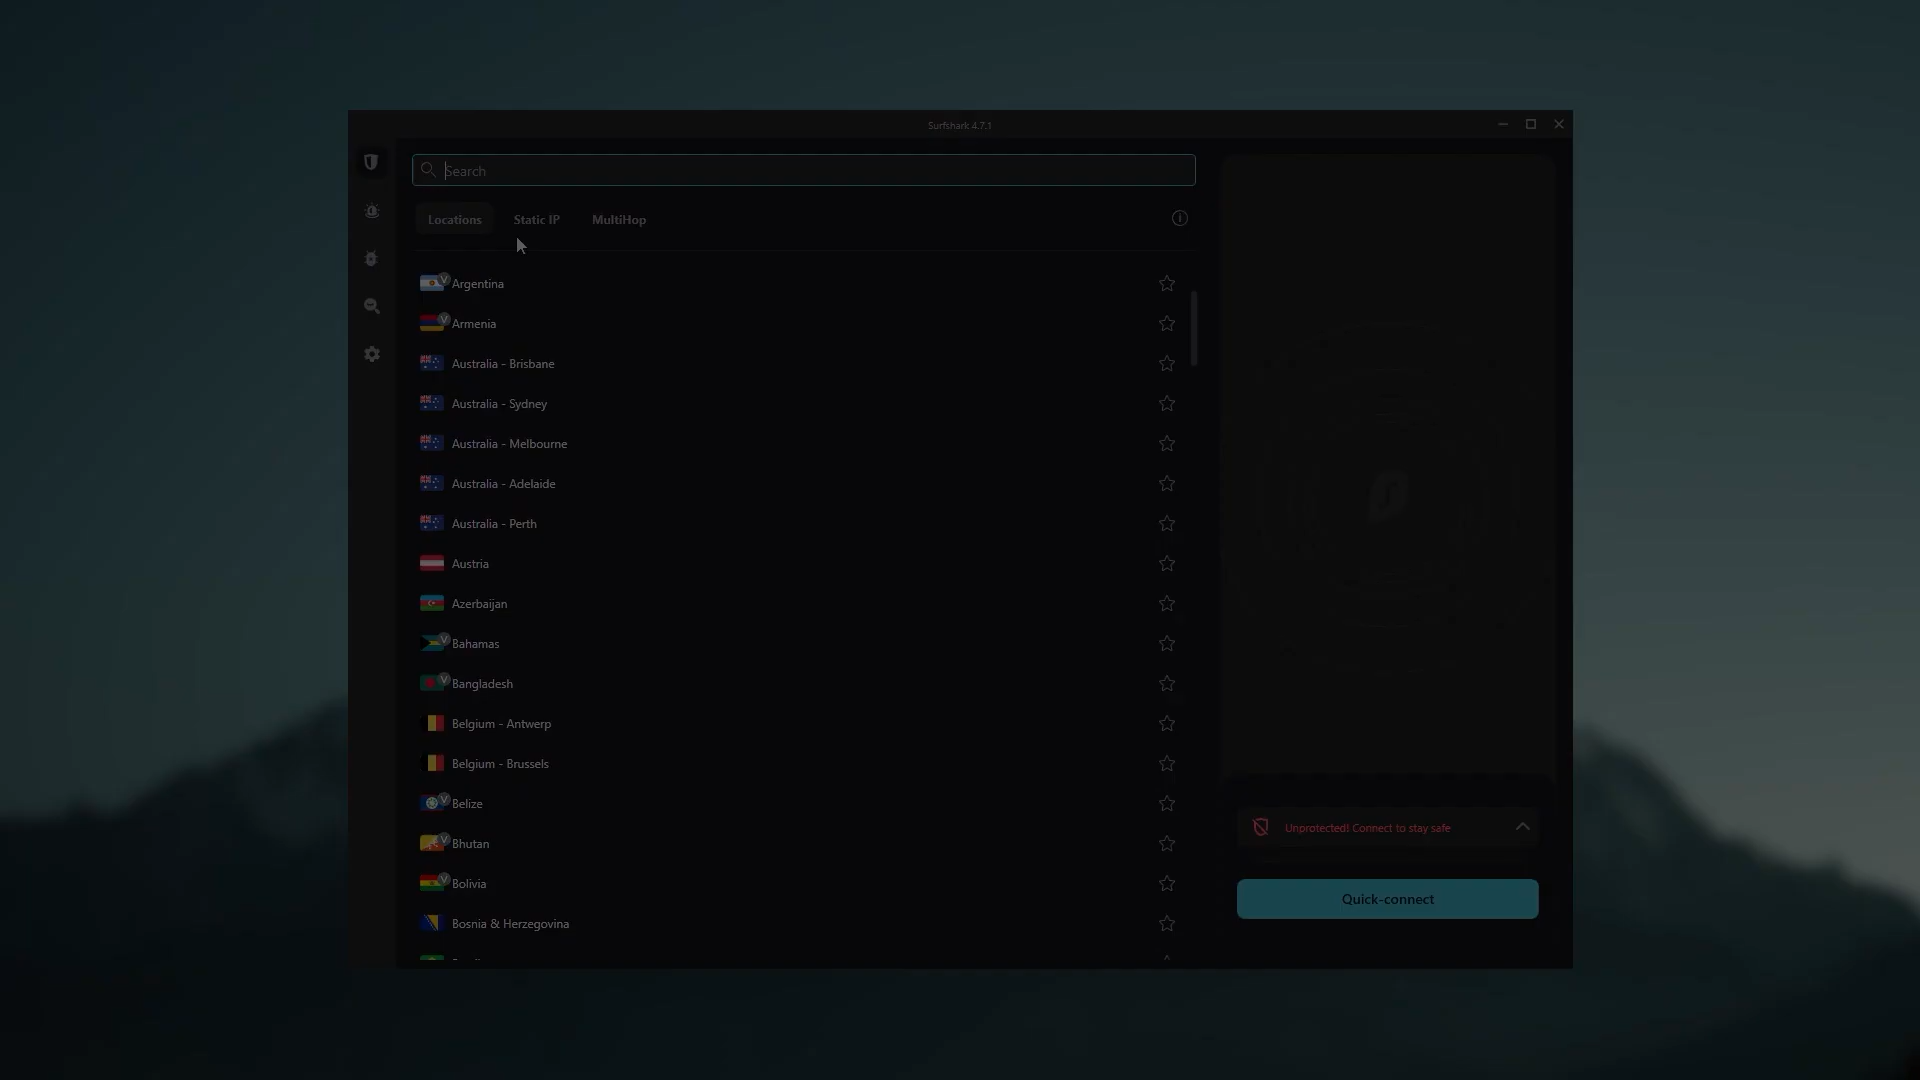 Surfshark 4.7.1
Search
Locations
Static IP
MultiHop
V Argentina
V Armenia
Australia - Brisbane
Australia - Sydney
Australia - Melbourne
Australia - Adelaide
Australia - Perth
Austria
Azerbaijan
V Bahamas
V Bangladesh
Belgium - Antwerp
Belgium - Brussels
V Belize
V Bhutan
V Bolivia
Bosnia & Herzegovina
Unprotected! Connect to stay safe
Quick-connect